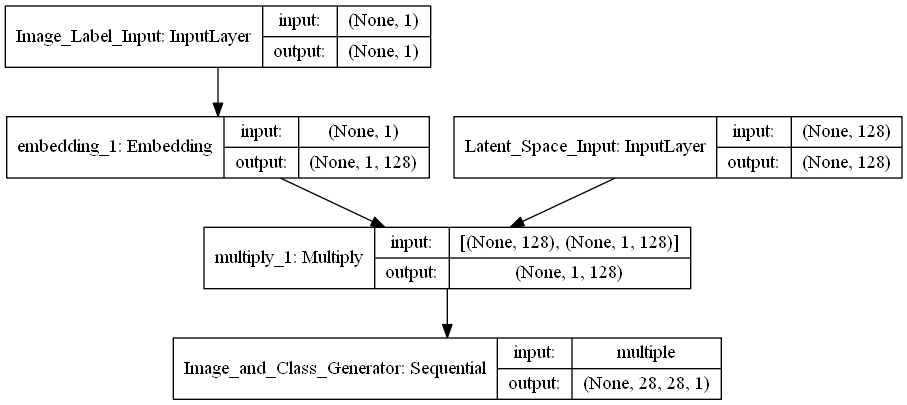 Image_Label_Input: InputLayer
input:
(None, 1)
output:
(None, 1)
embedding_1: Embedding
input:
(None, 1)
output:
(None, 1, 128)
Latent_Space_Input: InputLayer
input:
(None, 128)
output:
(None, 128)
multiply_1: Multiply
input:
[(None, 128), (None, 1, 128)]
output:
(None, 1, 128)
Image_and_Class_Generator: Sequential
input:
multiple
output:
(None, 28, 28, 1)